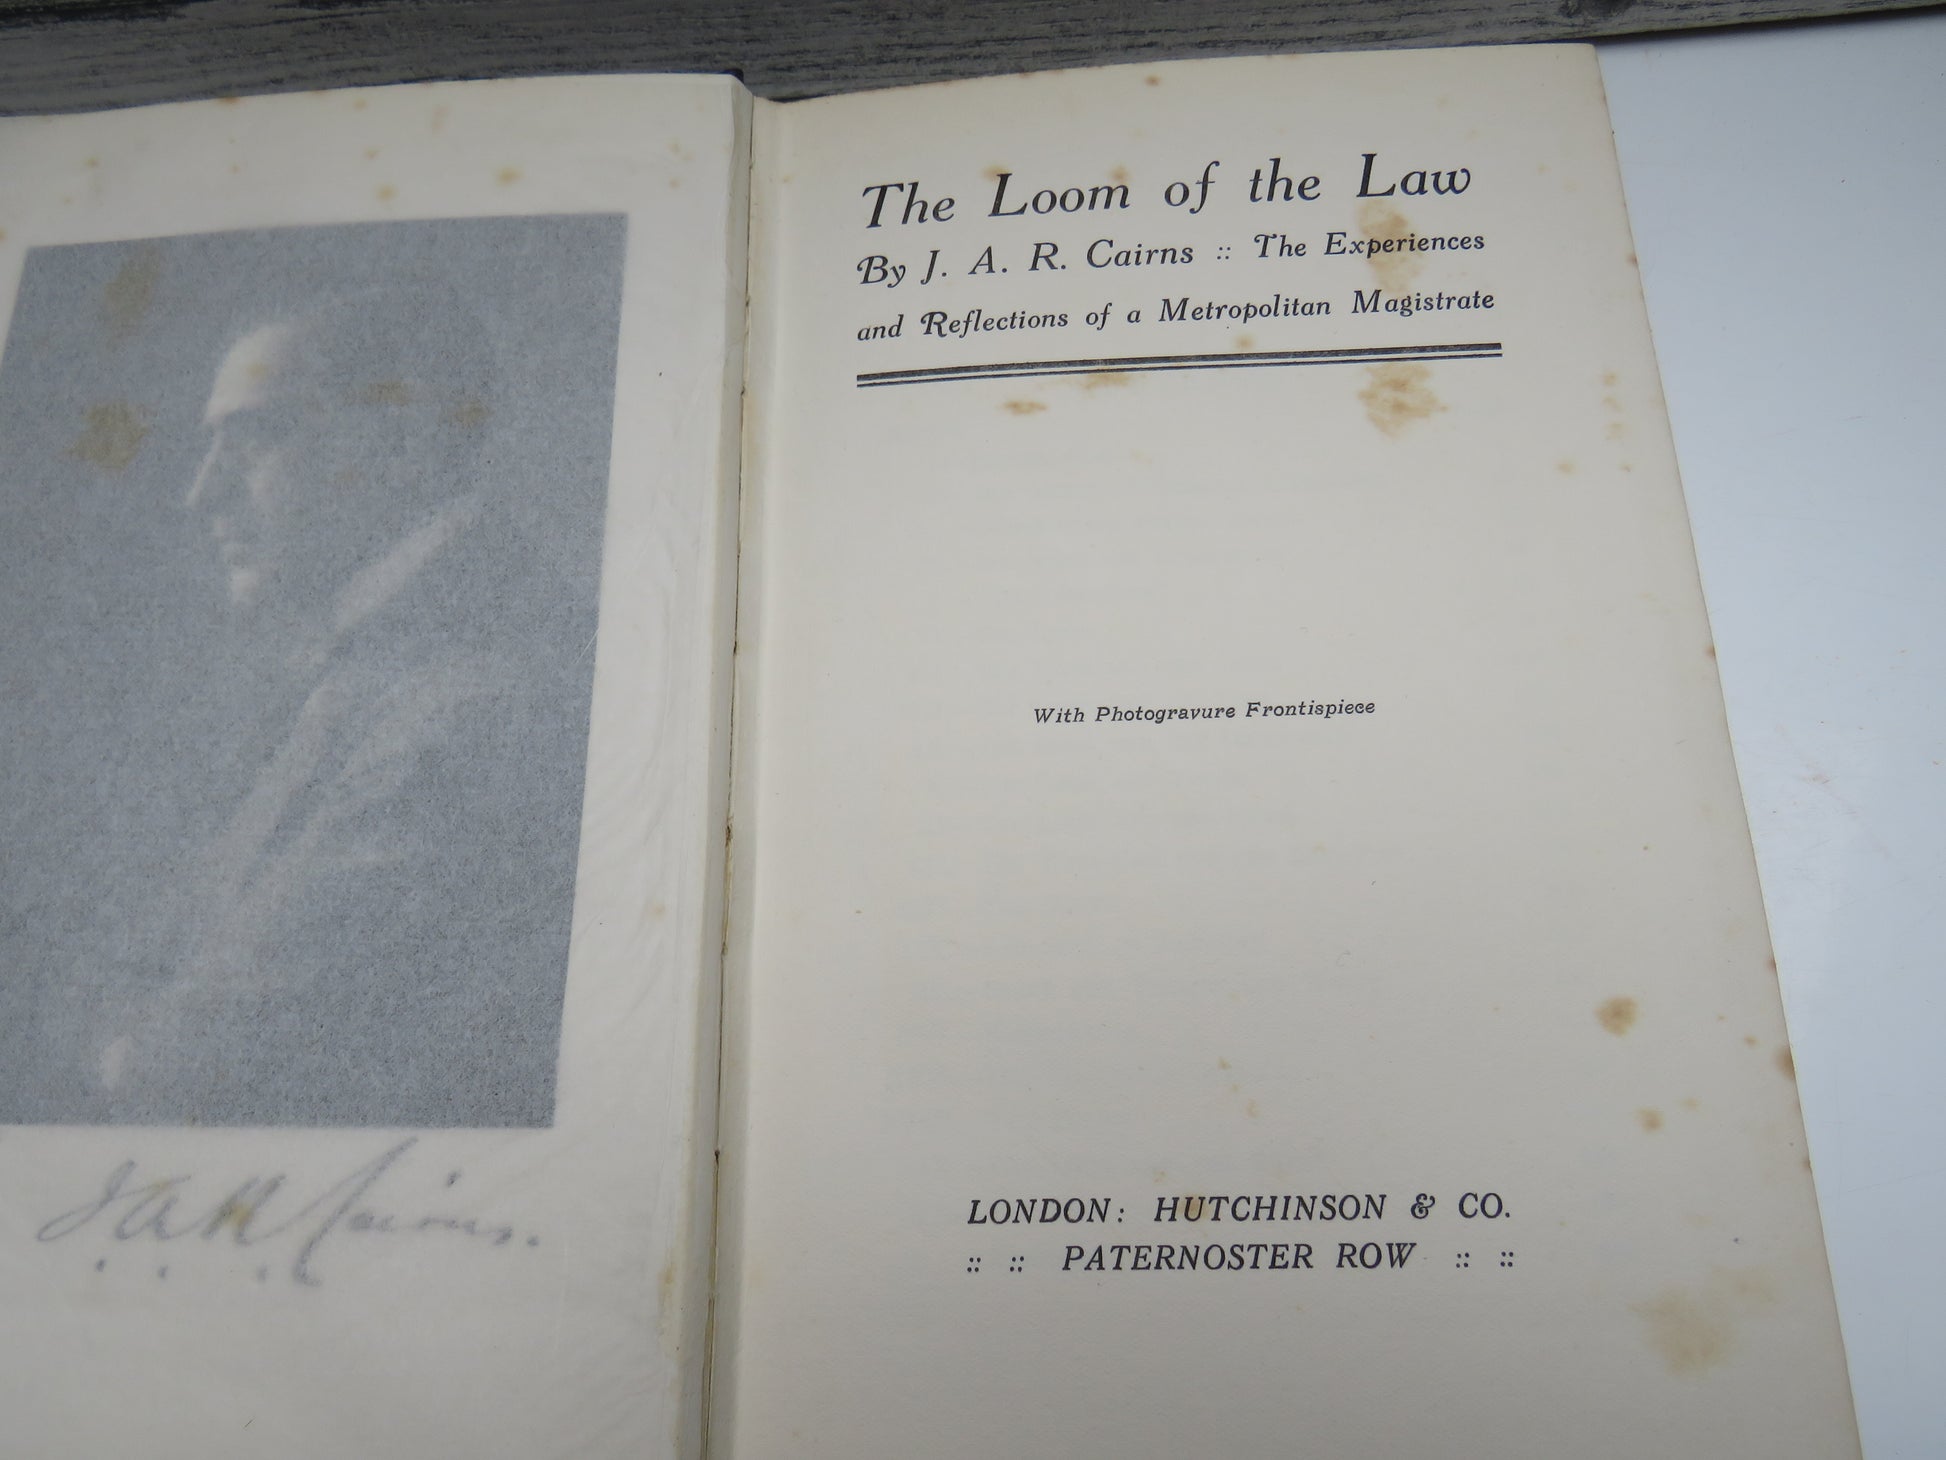 J A R Cairns.
The Loom of the Law
By J. A. R. Cairns :: The Experiences
and Reflections of a Metropolitan Magistrate
With Photogravure Frontispiece
LONDON: HUTCHINSON & CO.
:: :: PATERNOSTER ROW :: ::